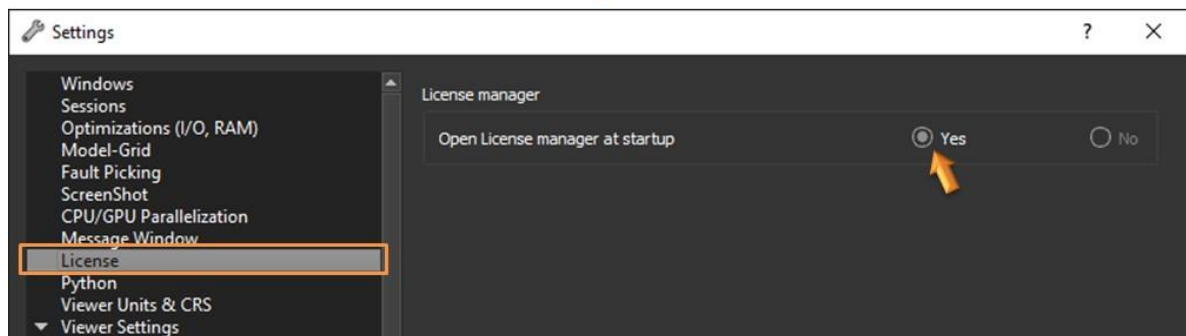 Settings
?
Windows
Sessions
Optimizations (I/O, RAM)
Model-Grid
Fault Picking
ScreenShot
CPU/GPU Parallelization
Message Window
License
Python
Viewer Units & CRS
Viewer Settings
License manager
Open License manager at startup Yes No